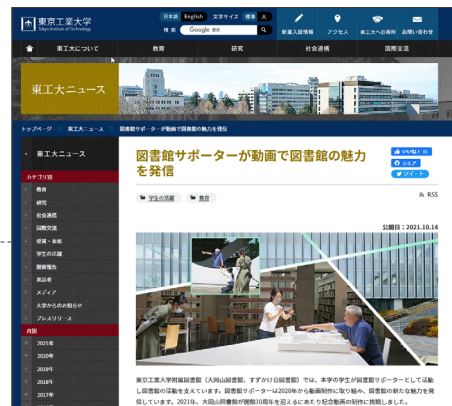 東京工業大学
Tokyo Institute of Technology
日本語 English 文字サイズ 標準 大
検索 Google
新着入試情報 アクセス 東工大への寄附 お問い合わせ
東工大について 教育 研究 社会連携 国際交流
東工大ニュース
トップページ 東工大ニュース 図書館サポーターが動画で図書館の魅力を発信
東工大ニュース
カテゴリ別
教育
研究
社会連携
国際交流
受賞・表彰
学生の活躍
開催報告
来訪者
メディア
大学からのお知らせ
プレスリリース
月別
2021年
2020年
2019年
2018年
2017年
図書館サポーターが動画で図書館の魅力
を発信
いいね!
シェア
ツイート
学生の活躍 教育
RSS
公開日:2021.10.14
東京工業大学附属図書館(大岡山図書館、すずかけ台図書館)では、本学の学生が図書館サポーターとして活動
し図書館の活動を支えています。図書館サポーターは2020年から動画制作に取り組み、図書館の新たな魅力を発
信しています。2021年、大岡山図書館が開館10周年を迎えるにあたり記念動画の制作に挑戦しました。